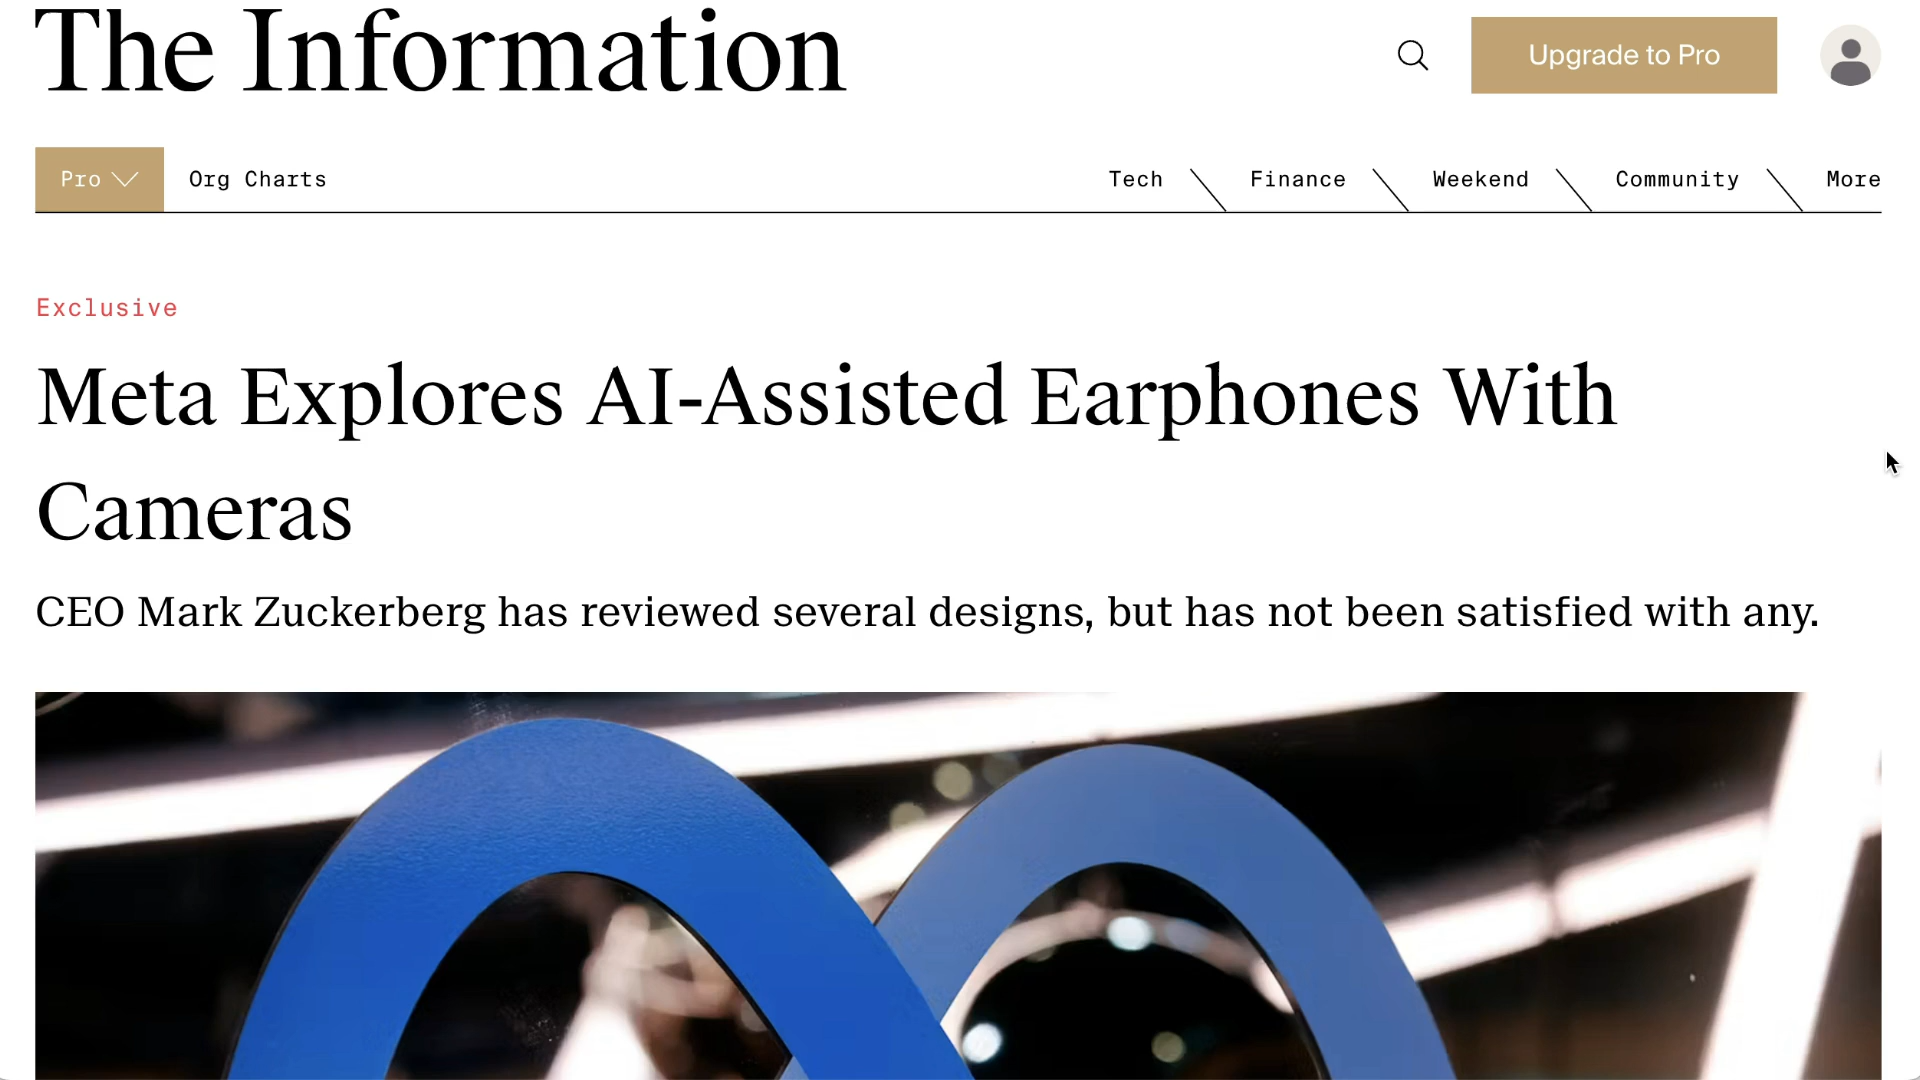 The Information
Upgrade to Pro
Pro
Org Charts
Tech
Finance
Weekend
Community
More
Exclusive
Meta Explores AI-Assisted Earphones With
Cameras
CEO Mark Zuckerberg has reviewed several designs, but has not been satisfied with any.